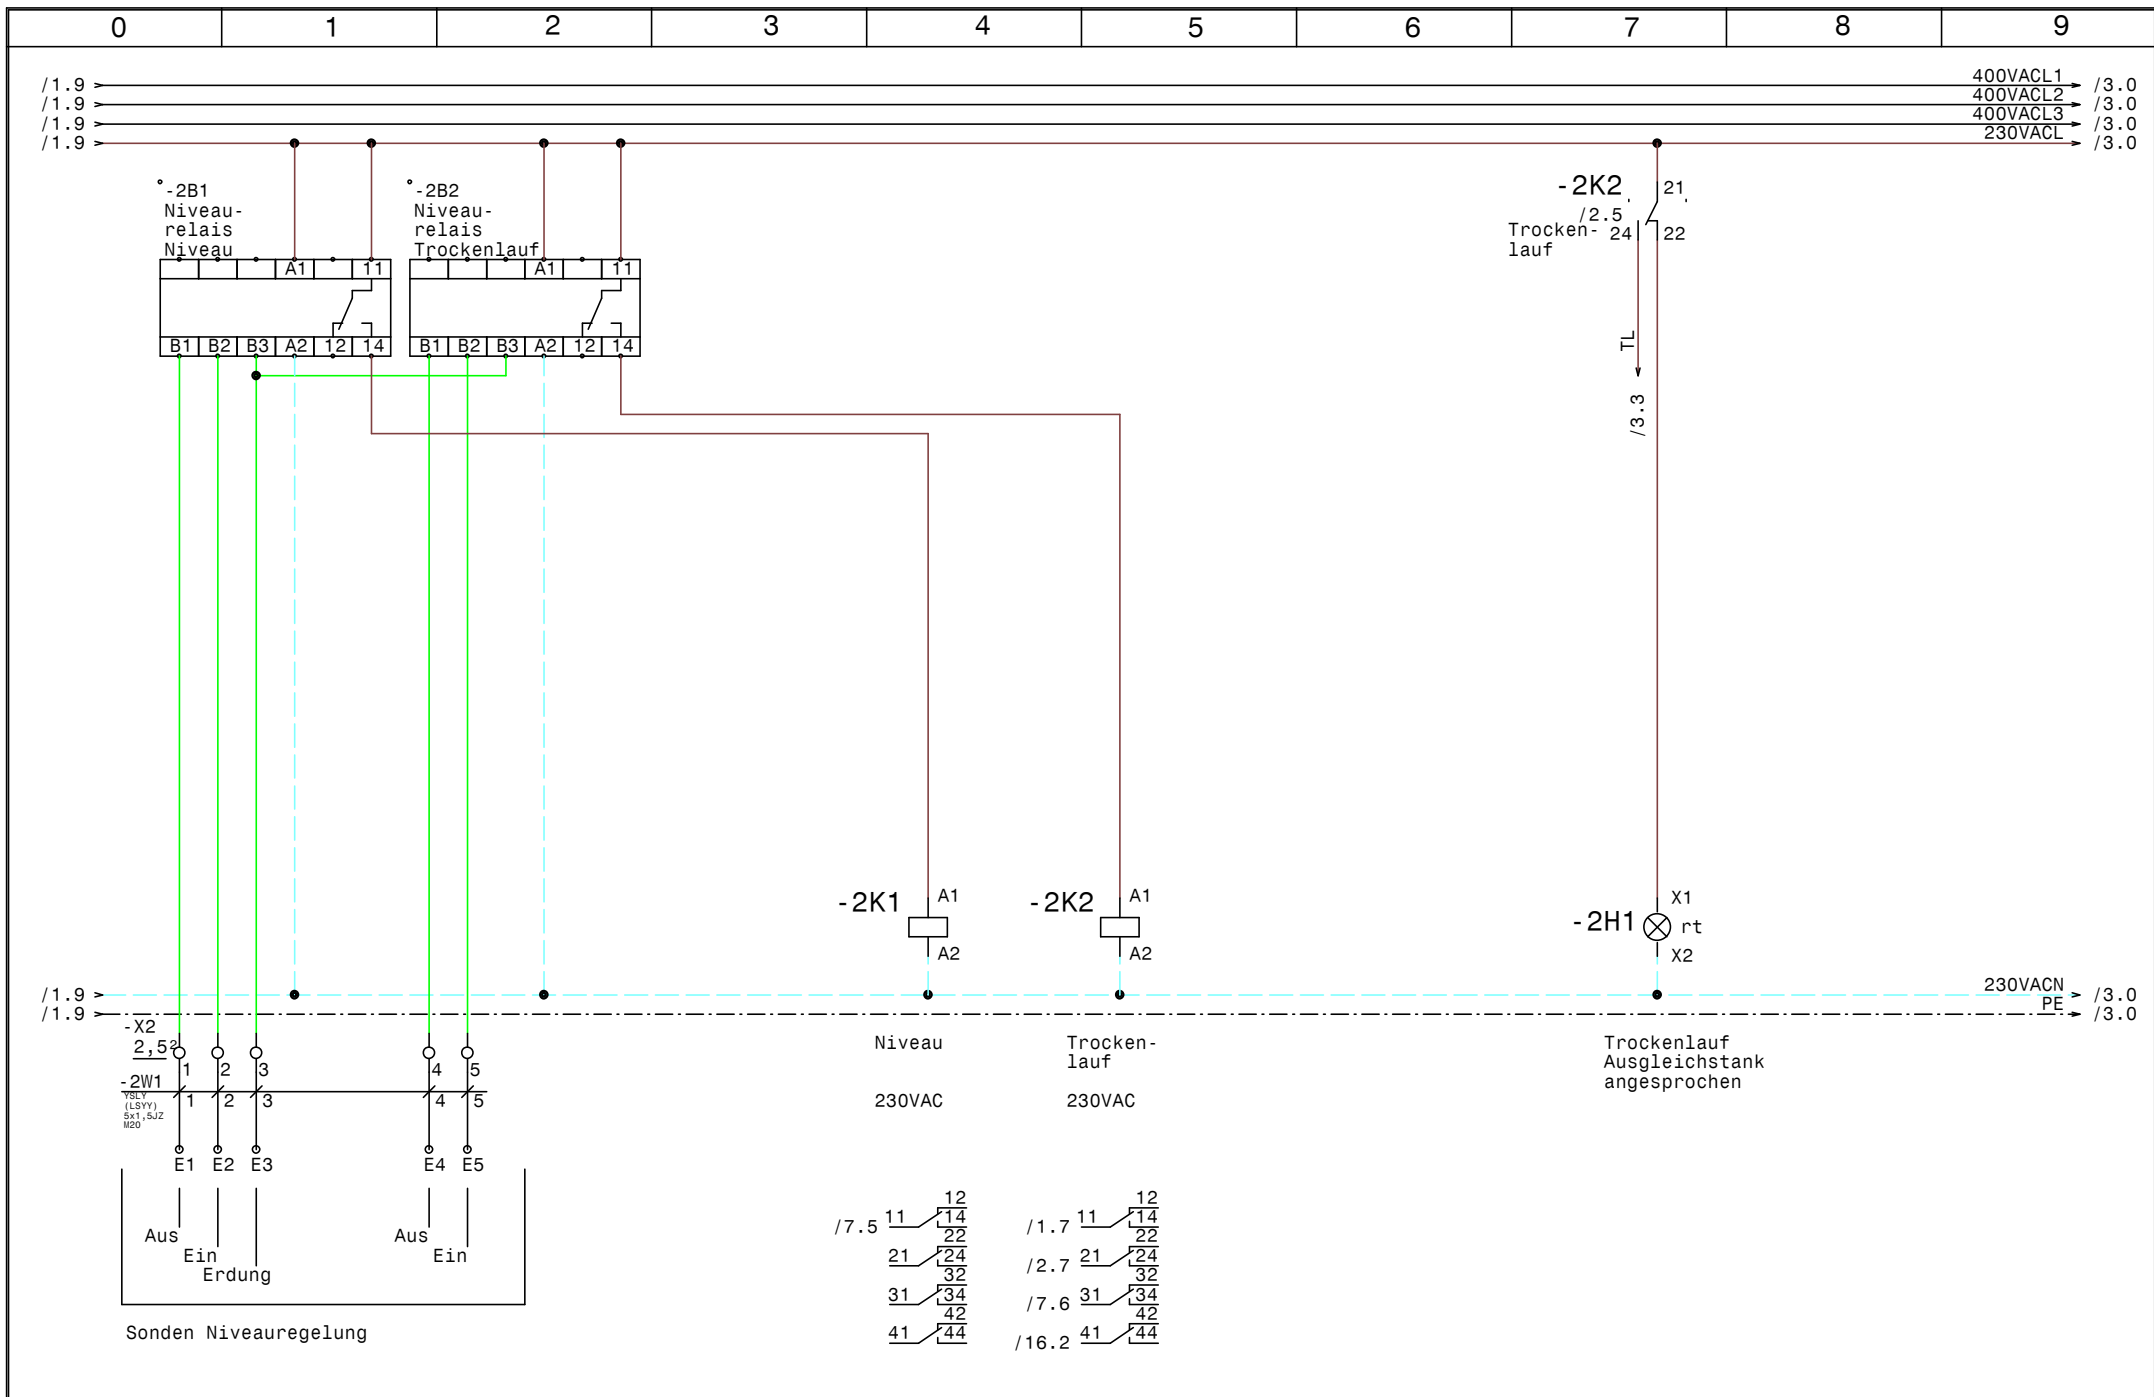 0 1 2 3 4 5 6 7 8 9
/1.9 400VACL1 /3.0
/1.9 400VACL2 /3.0
/1.9 400VACL3 /3.0
/1.9 230VACL /3.0
-2B1
Niveau-
relais
Niveau
A1 11
B1 B2 B3 A2 12 14
-2B2
Niveau-
relais
Trockenlauf
A1 11
B1 B2 B3 A2 12 14
-2K2 21
/2.5
Trocken- 24 22
lauf
TL
/3.3
-2K1 A1
A2
-2K2 A1
A2
-2H1 X1
rt
X2
/1.9 230VACN /3.0
/1.9 PE /3.0
-X2
2,5²
1 2 3 4 5
-2W1
YSLY
(LSYY)
5x1,5JZ
M20
1 2 3 4 5
E1 E2 E3 E4 E5
Aus
Ein
Erdung
Aus
Ein
Sonden Niveauregelung
Niveau
230VAC
Trocken-
lauf
230VAC
Trockenlauf
Ausgleichstank
angesprochen
12
/7.5 11 14
22
21 24
32
31 34
42
41 44
12
/1.7 11 14
22
/2.7 21 24
32
/7.6 31 34
42
/16.2 41 44